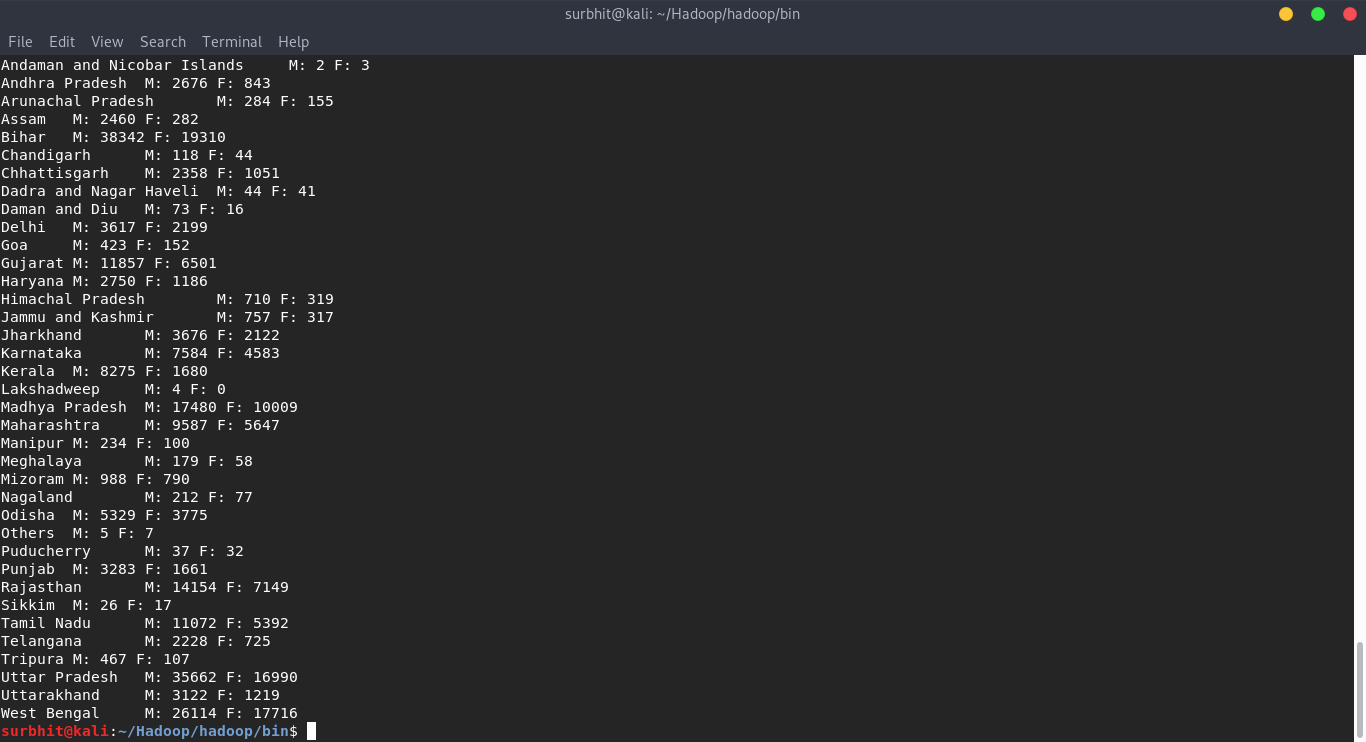 surbhit@kali: ~/Hadoop/hadoop/bin
File Edit View Search Terminal Help
Andaman and Nicobar Islands     M: 2 F: 3
Andhra Pradesh  M: 2676 F: 843
Arunachal Pradesh       M: 284 F: 155
Assam   M: 2460 F: 282
Bihar   M: 38342 F: 19310
Chandigarh      M: 118 F: 44
Chhattisgarh    M: 2358 F: 1051
Dadra and Nagar Haveli  M: 44 F: 41
Daman and Diu   M: 73 F: 16
Delhi   M: 3617 F: 2199
Goa     M: 423 F: 152
Gujarat M: 11857 F: 6501
Haryana M: 2750 F: 1186
Himachal Pradesh        M: 710 F: 319
Jammu and Kashmir       M: 757 F: 317
Jharkhand       M: 3676 F: 2122
Karnataka       M: 7584 F: 4583
Kerala  M: 8275 F: 1680
Lakshadweep     M: 4 F: 0
Madhya Pradesh  M: 17480 F: 10009
Maharashtra     M: 9587 F: 5647
Manipur M: 234 F: 100
Meghalaya       M: 179 F: 58
Mizoram M: 988 F: 790
Nagaland        M: 212 F: 77
Odisha  M: 5329 F: 3775
Others  M: 5 F: 7
Puducherry      M: 37 F: 32
Punjab  M: 3283 F: 1661
Rajasthan       M: 14154 F: 7149
Sikkim  M: 26 F: 17
Tamil Nadu      M: 11072 F: 5392
Telangana       M: 2228 F: 725
Tripura M: 467 F: 107
Uttar Pradesh   M: 35662 F: 16990
Uttarakhand     M: 3122 F: 1219
West Bengal     M: 26114 F: 17716
surbhit@kali:~/Hadoop/hadoop/bin$